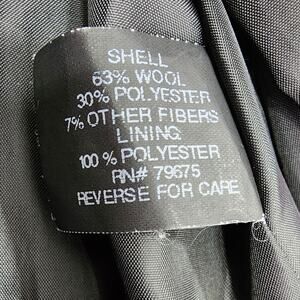 SHELL
63% WOOL
30% POLYESTER
7% OTHER FIBERS
LINING
100% POLYESTER
RN# 79675
REVERSE FOR CARE